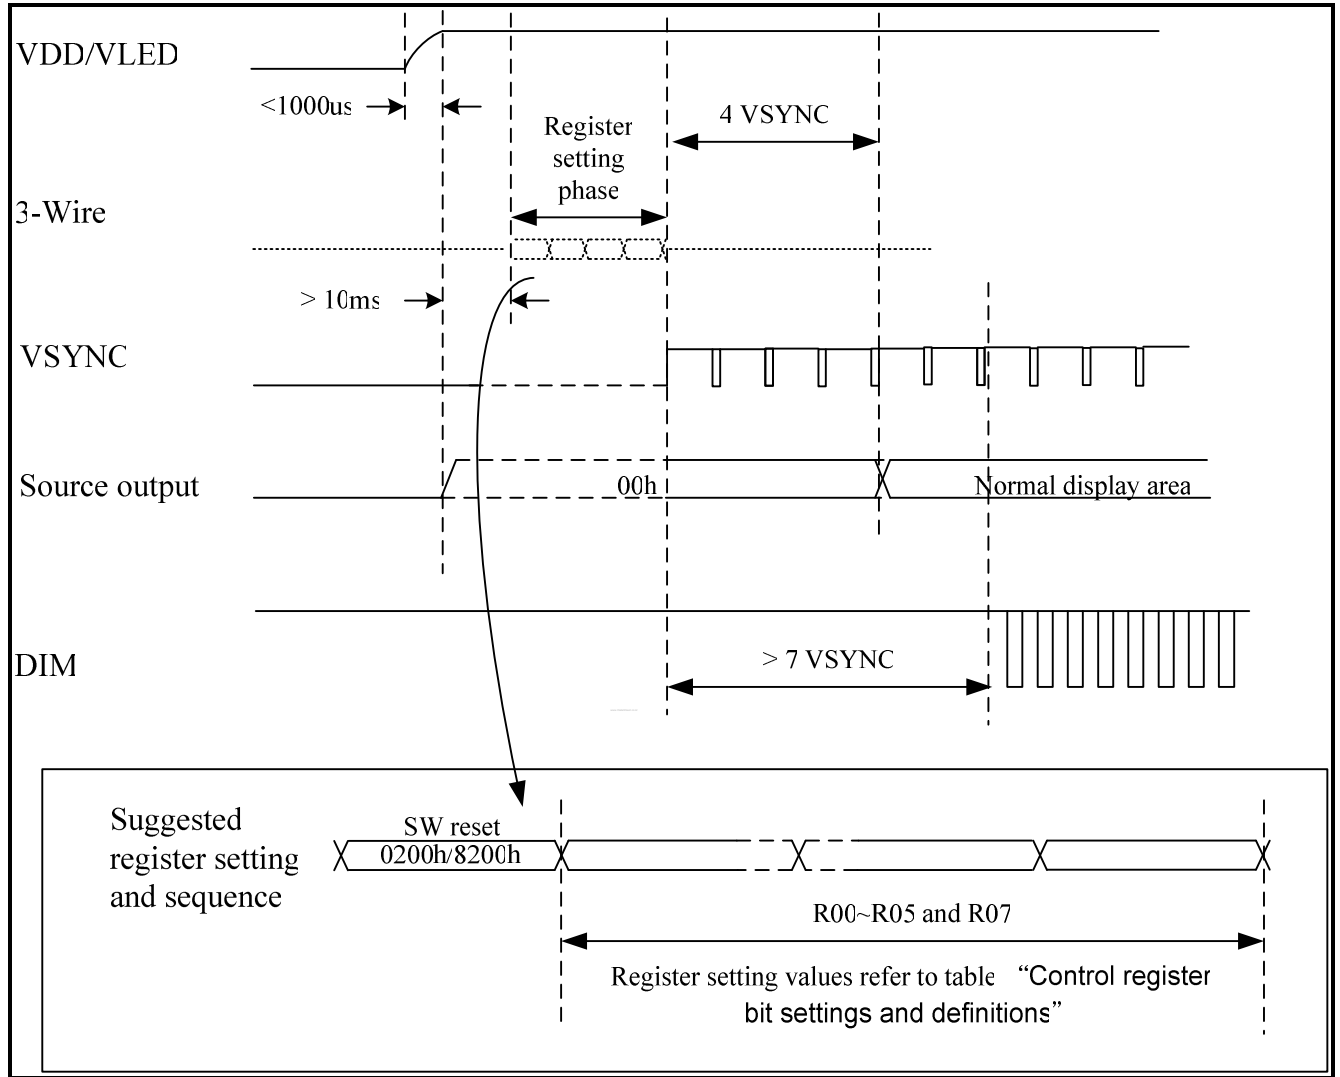 VDD/VLED
<1000us
4 VSYNC
Register
setting
phase
3-Wire
> 10ms
VSYNC
Source output
00h
Normal display area
DIM
> 7 VSYNC
Suggested
register setting
and sequence
SW reset
0200h/8200h
R00~R05 and R07
Register setting values refer to table “Control register
bit settings and definitions”